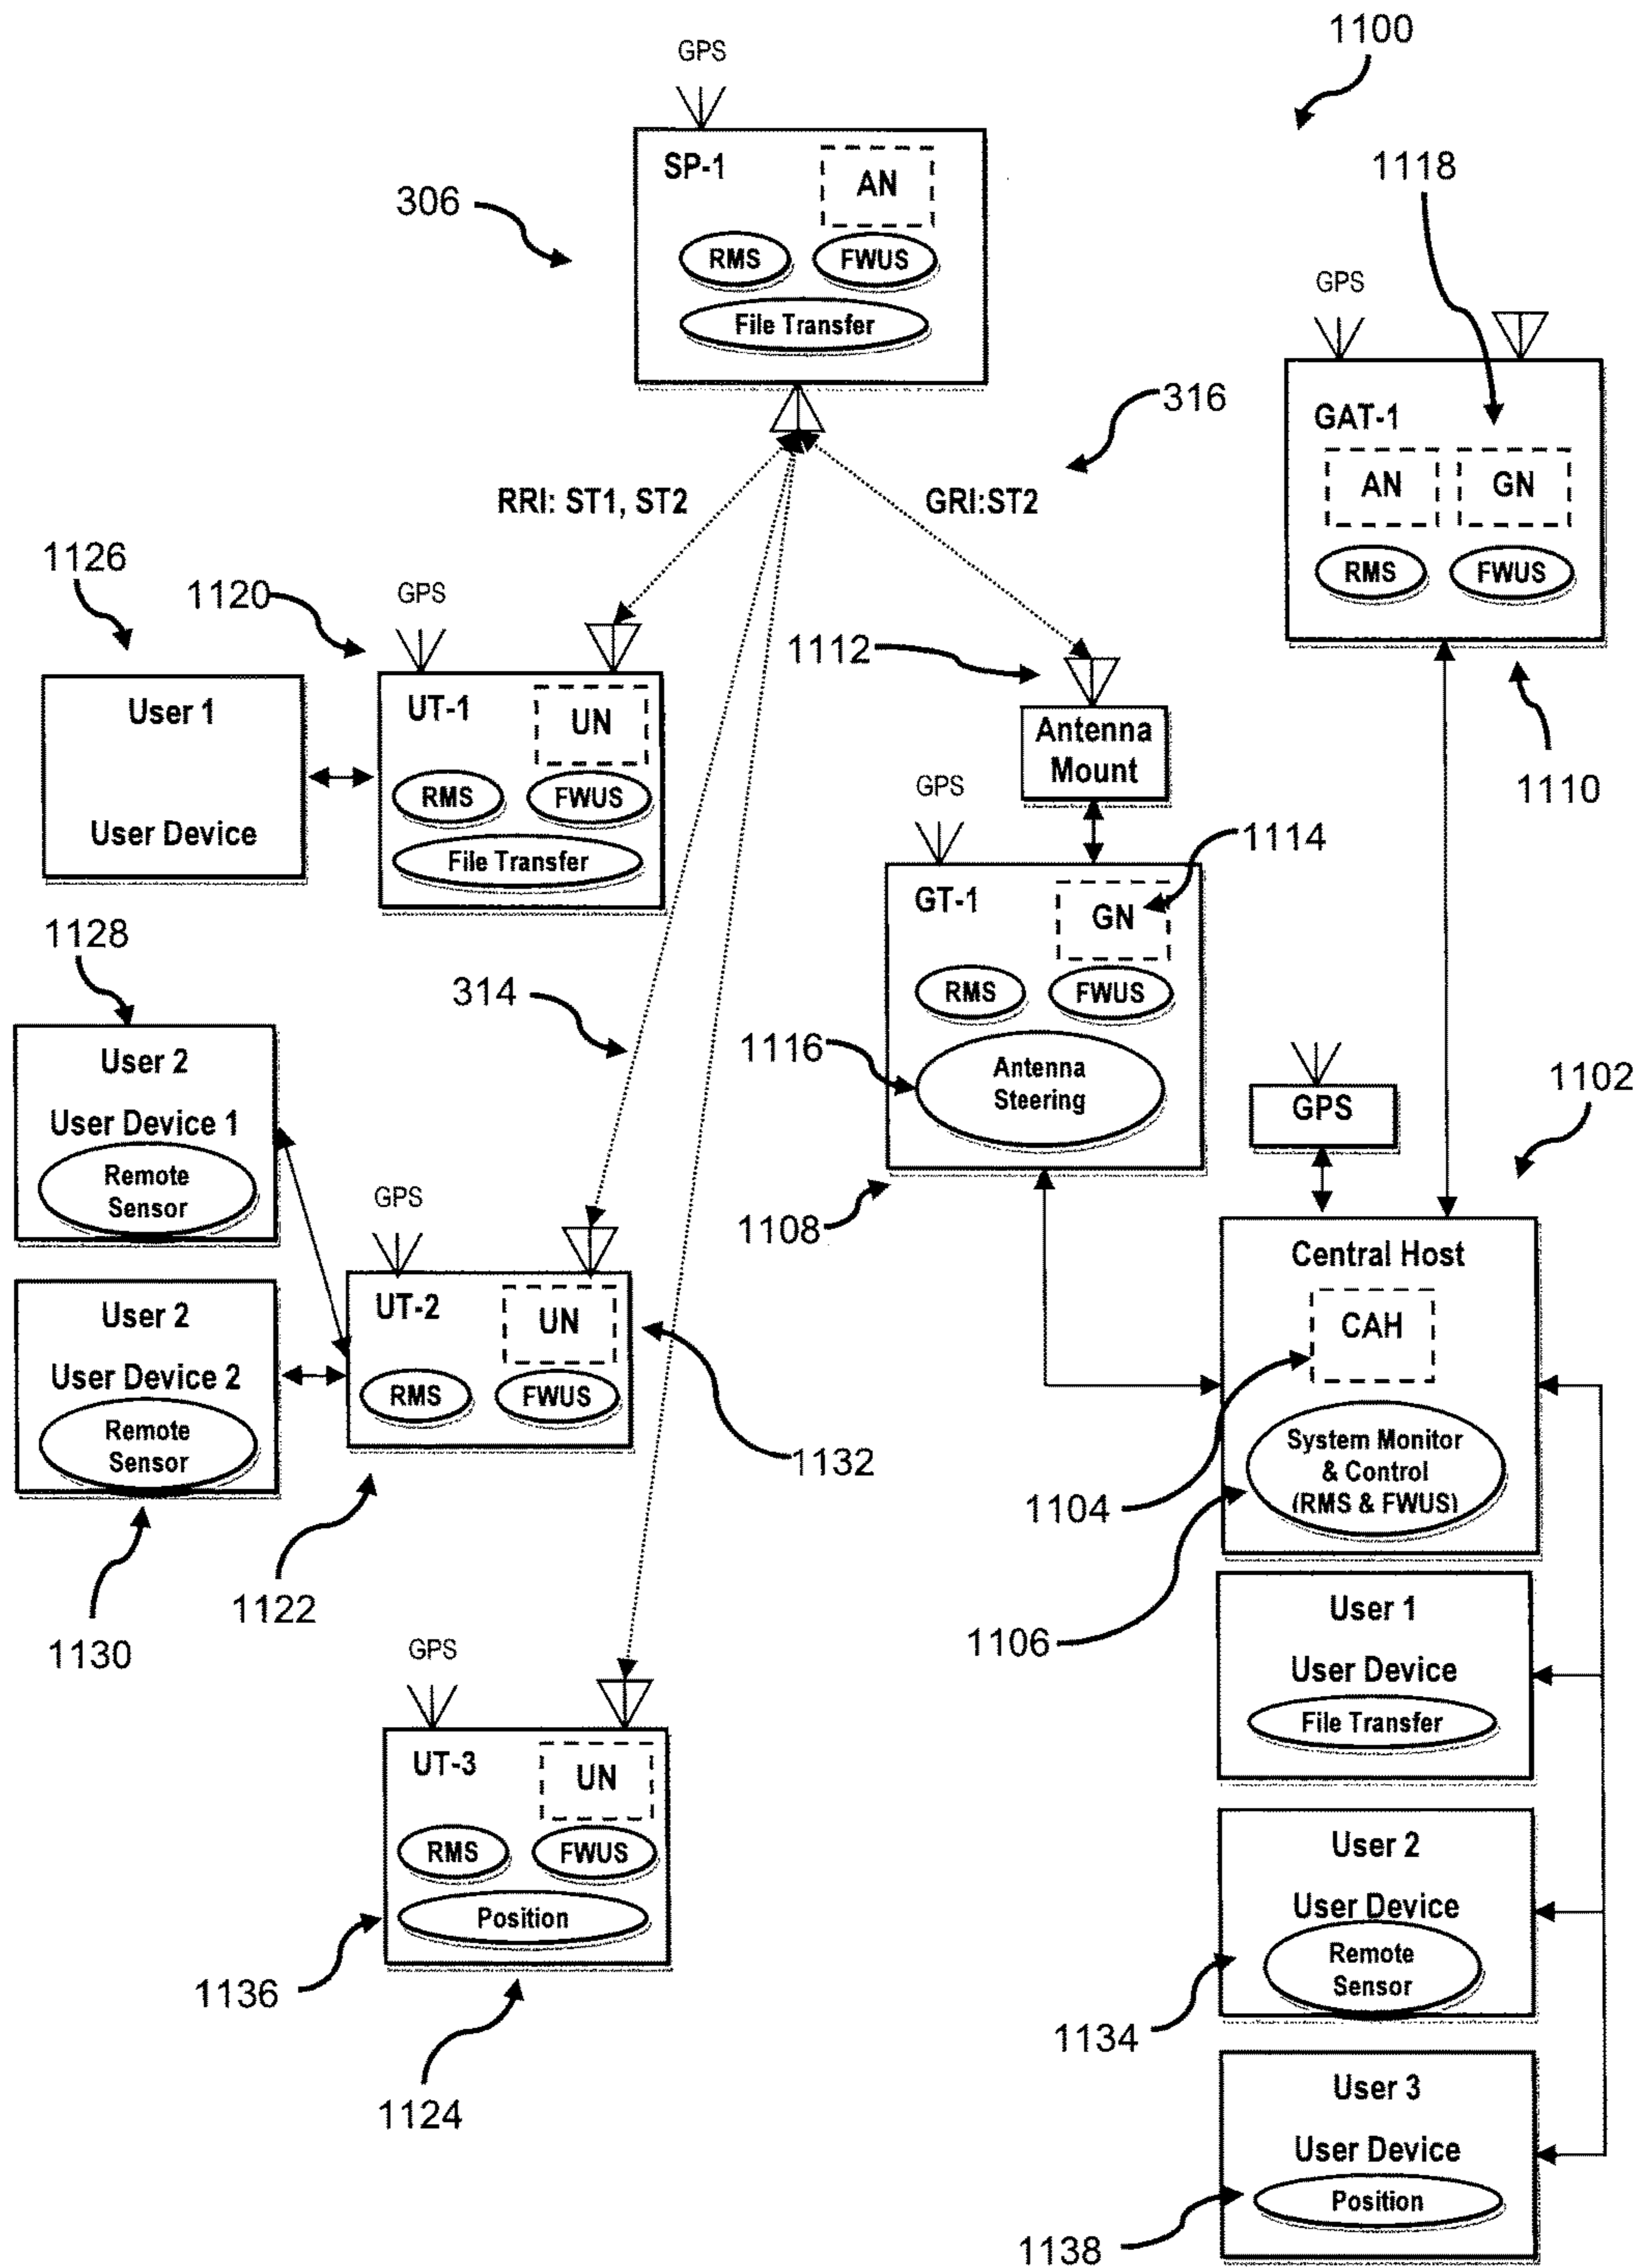 1100
GPS
SP-1
AN
RMS
FWUS
File Transfer
306
1118
GPS
GAT-1
AN
GN
RMS
FWUS
1110
316
RRI: ST1, ST2
GRI:ST2
1126
1120
GPS
User 1
User Device
UT-1
UN
RMS
FWUS
File Transfer
1112
Antenna
Mount
GPS
1114
GT-1
GN
RMS
FWUS
1116
Antenna
Steering
1108
1128
314
User 2
User Device 1
Remote
Sensor
GPS
User 2
User Device 2
Remote
Sensor
UT-2
UN
RMS
FWUS
1132
1130
1122
GPS
1102
Central Host
CAH
System Monitor
& Control
(RMS & FWUS)
1104
1106
User 1
User Device
File Transfer
GPS
UT-3
UN
RMS
FWUS
Position
1136
1124
User 2
User Device
Remote
Sensor
1134
User 3
User Device
Position
1138